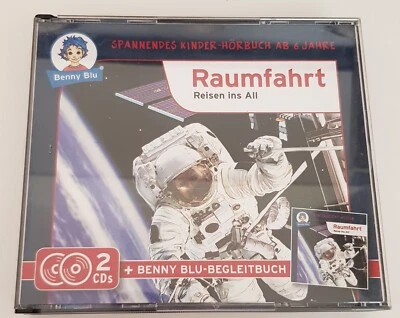 SPANNENDES KINDER-HÖRBUCH AB 6 JAHRE
Benny Blu
Raumfahrt
Reisen ins All
2
CDs
+ BENNY BLU-BEGLEITBUCH
Raumfahrt